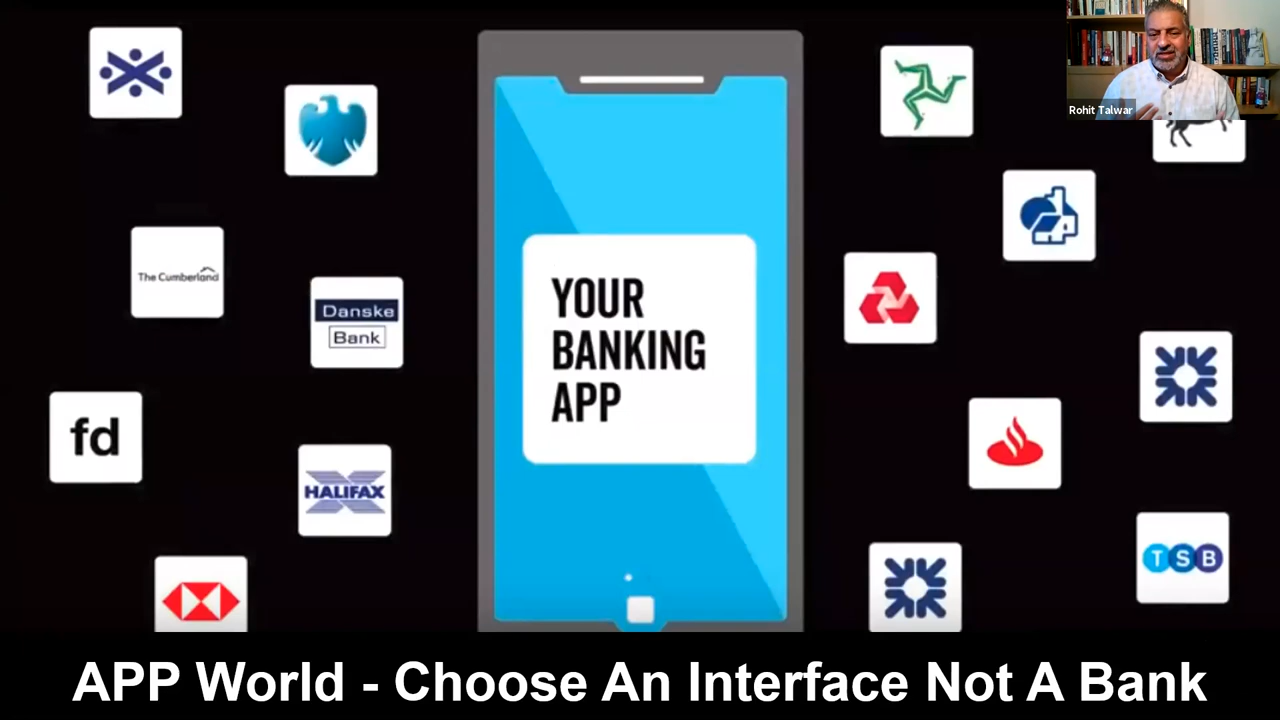 Rohit Talwar
The Cumberland
Danske
Bank
YOUR
BANKING
APP
fd
HALIFAX
TSB
APP World - Choose An Interface Not A Bank